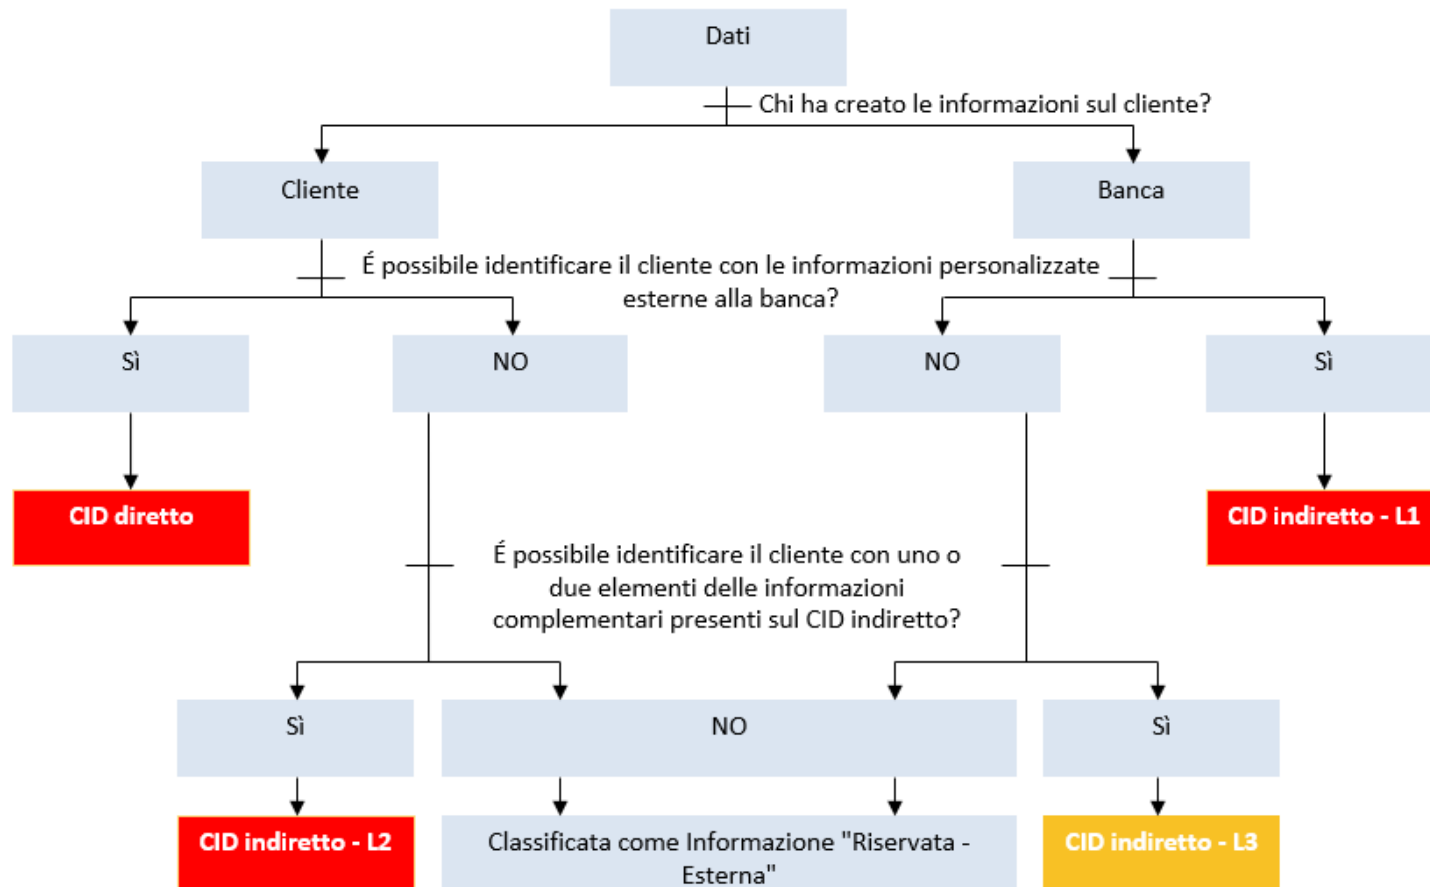 Dati
Chi ha creato le informazioni sul cliente?
Cliente
Banca
É possibile identificare il cliente con le informazioni personalizzate
esterne alla banca?
Sì
NO
NO
Sì
CID diretto
CID indiretto - L1
É possibile identificare il cliente con uno o
due elementi delle informazioni
complementari presenti sul CID indiretto?
Sì
NO
Sì
CID indiretto - L2
Classificata come Informazione "Riservata -
Esterna"
CID indiretto - L3